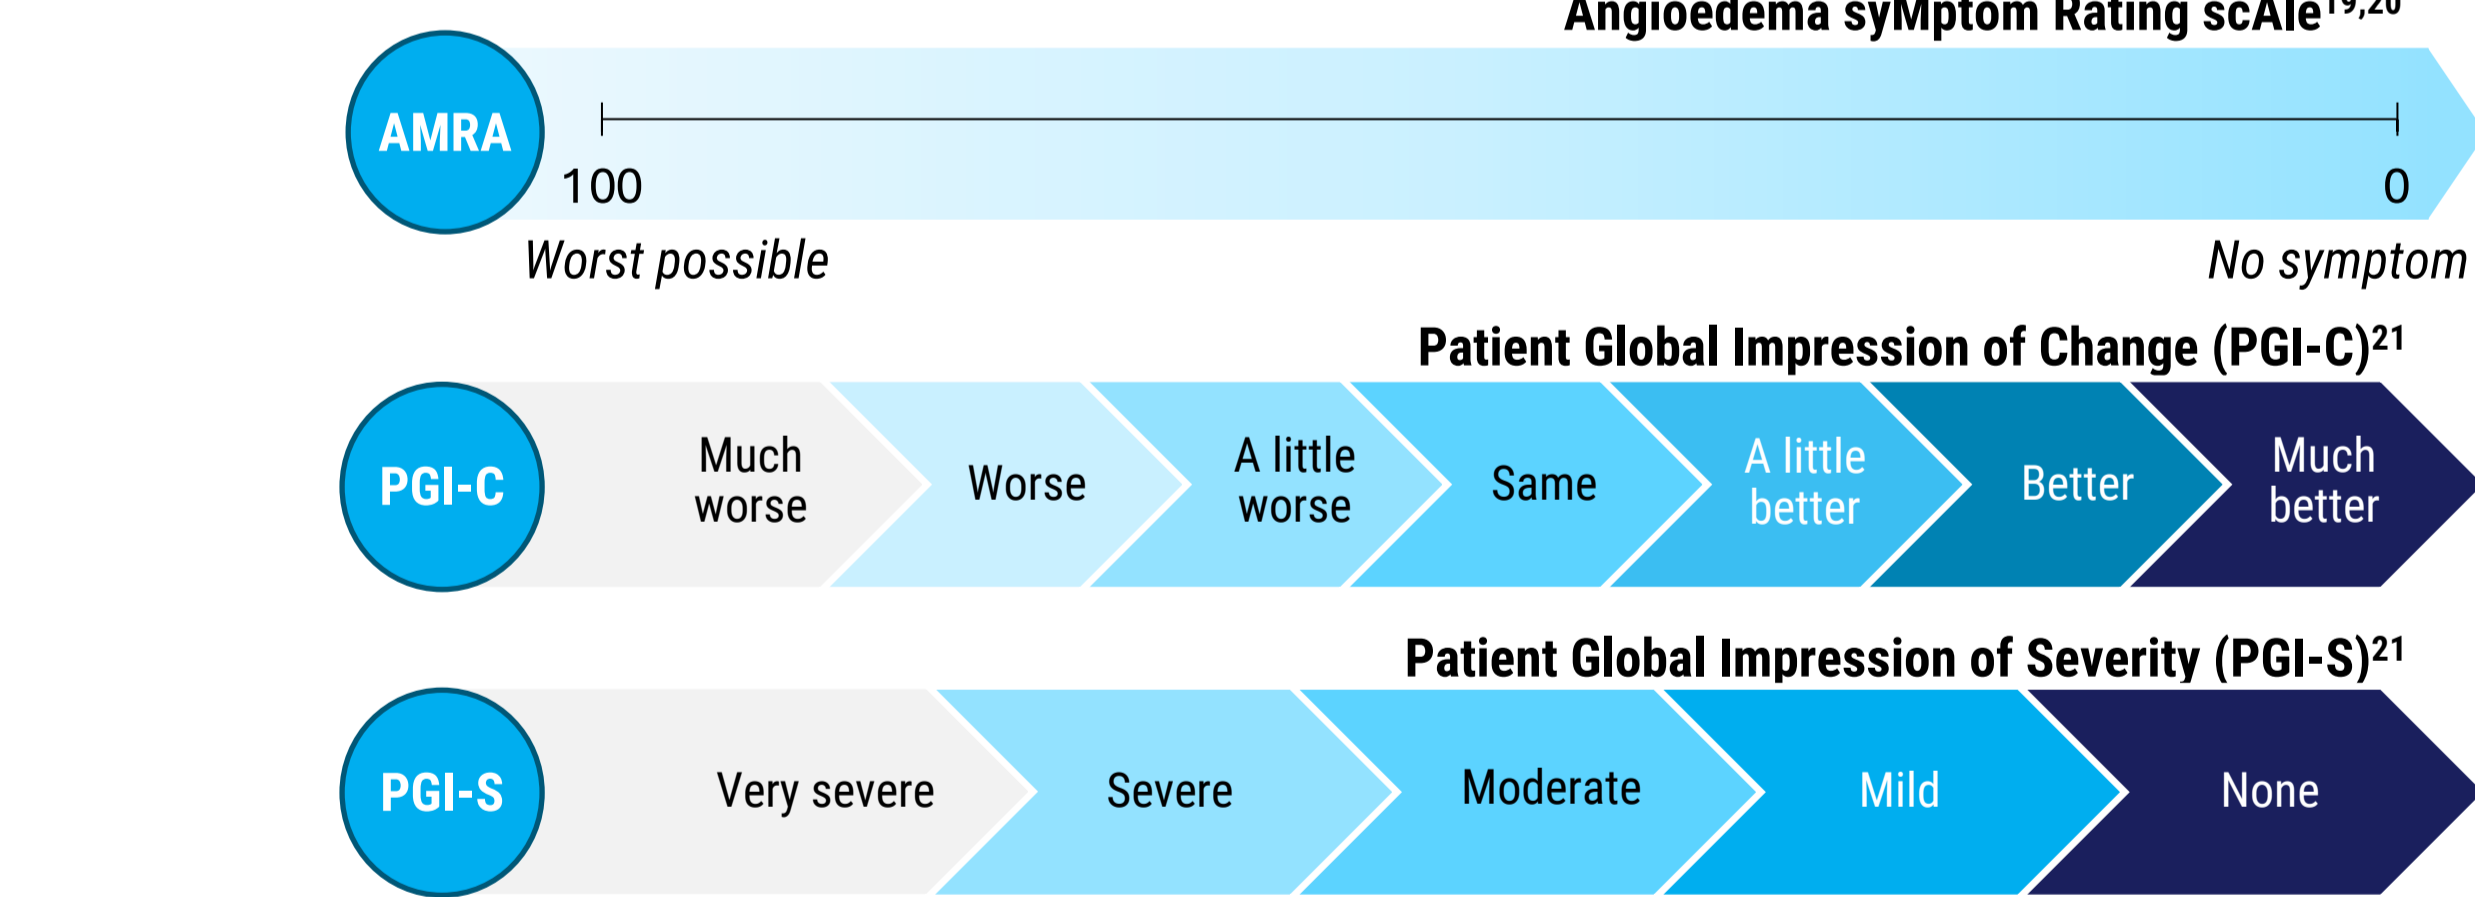 Angioedema syMptom Rating scAle19,20
AMRA
100
0
Worst possible
No symptom
Patient Global Impression of Change (PGI-C)21
PGI-C
Much
worse
Worse
A little
worse
Same
A little
better
Better
Much
better
Patient Global Impression of Severity (PGI-S)21
PGI-S
Very severe
Severe
Moderate
Mild
None